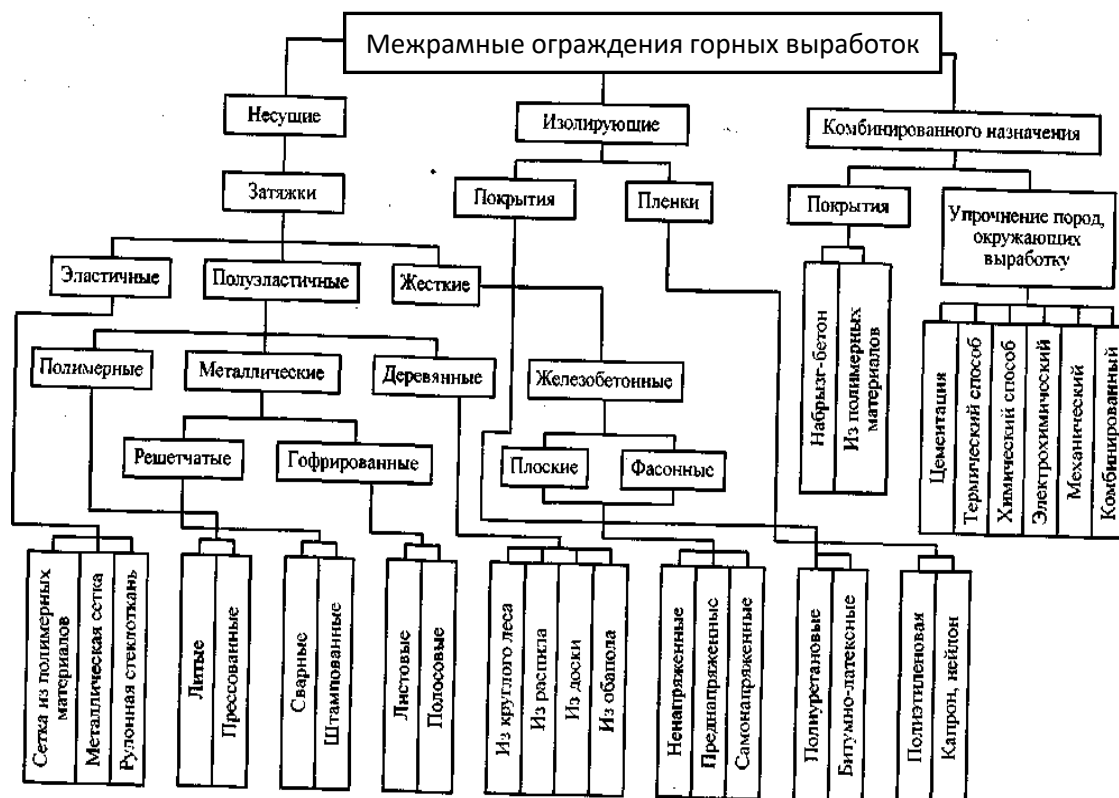 Межрамные ограждения горных выработок
Несущие
Изолирующие
Комбинированного назначения
Затяжки
Покрытия
Пленки
Покрытия
Упрочнение пород,
окружающих
выработку
Эластичные
Полуэластичные
Жесткие
Полимерные
Металлические
Деревянные
Железобетонные
Решетчатые
Гофрированные
Плоские
Фасонные
Набрызг-бетон
Из полимерных
материалов
Цементация
Термический способ
Химический способ
Электрохимический
Механический
Комбинированный
Сетка из полимерных
материалов
Металлическая сетка
Рулонная стеклоткань
Литые
Прессованные
Сварные
Штампованные
Листовые
Полосовые
Из круглого леса
Из распила
Из доски
Из обапола
Ненапряженные
Преднапряженные
Самонапряженные
Полиуретановые
Битумно-латексные
Полиэтиленовая
Капрон, нейлон